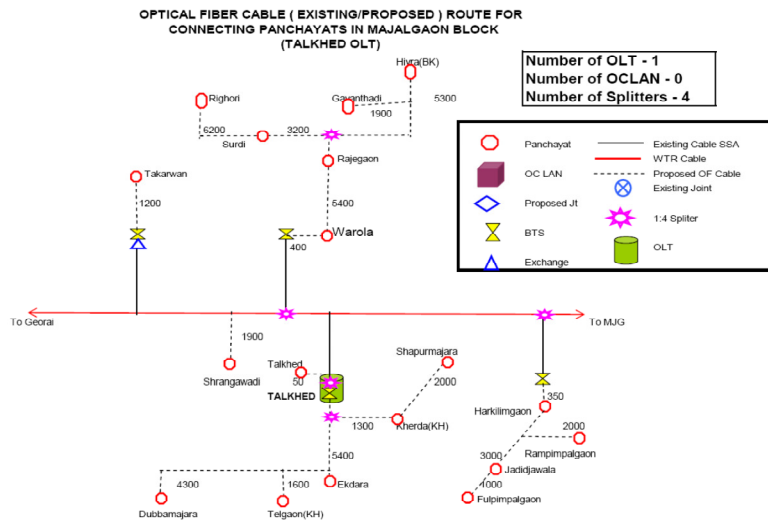 OPTICAL FIBER CABLE ( EXISTING/PROPOSED ) ROUTE FOR
CONNECTING PANCHAYATS IN MAJALGAON BLOCK
(TALKHED OLT)
Number of OLT - 1
Number of OCLAN - 0
Number of Splitters - 4
Hivra(BK)
Righori
Gavanthadi
5300
1900
6200
Surdi
3200
Rajegaon
Takarwan
1200
6400
Warola
400
Panchayat
Existing Cable SSA
WTR Cable
OC LAN
Proposed OF Cable
Existing Joint
Proposed Jt
1:4 Spliter
BTS
OLT
Exchange
To Georai
To MJG
1900
Shrangawadi
Talkhed
50
TALKHED
Shapurmajara
2000
1300
Kherda(KH)
350
Harkilimgaon
2000
Rampimpalgaon
3000
Jadidjawala
1000
Fulpimpalgaon
5400
4300
1600
Ekdara
Dubbamajara
Telgaon(KH)